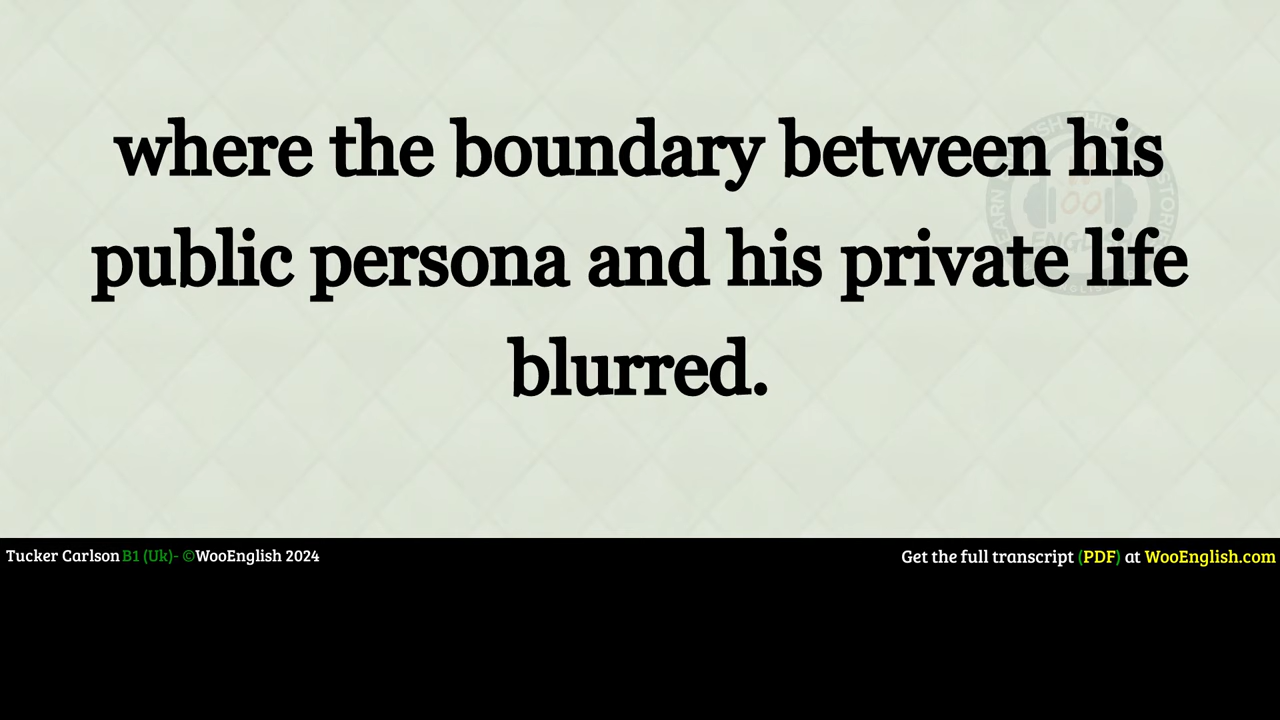 where the boundary between his
public persona and his private life
blurred.
Tucker Carlson B1 (Uk)- ©WooEnglish 2024
Get the full transcript (PDF) at WooEnglish.com